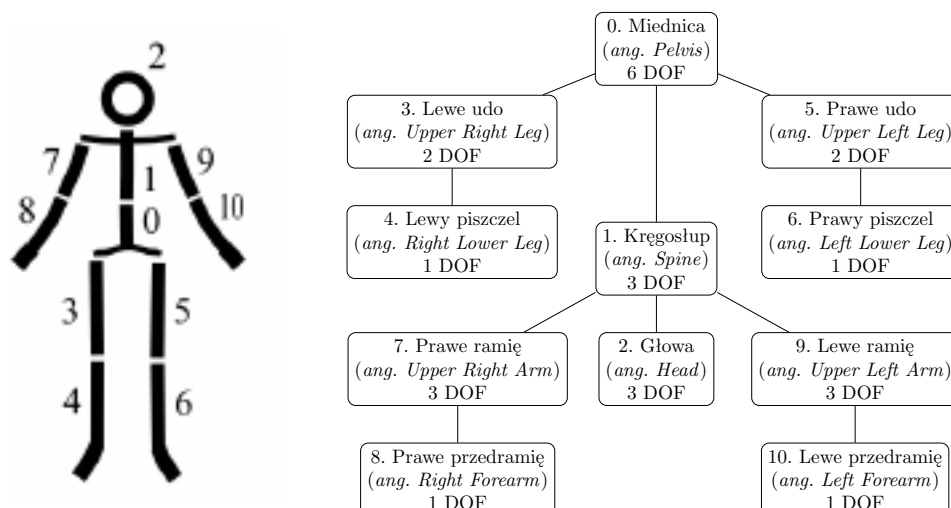 2
7
9
1
8
0
10
3
5
4
6
0. Miednica
(ang. Pelvis)
6 DOF
3. Lewe udo
(ang. Upper Right Leg)
2 DOF
5. Prawe udo
(ang. Upper Left Leg)
2 DOF
4. Lewy piszczel
(ang. Right Lower Leg)
1 DOF
6. Prawy piszczel
(ang. Left Lower Leg)
1 DOF
1. Kręgosłup
(ang. Spine)
3 DOF
7. Prawe ramię
(ang. Upper Right Arm)
3 DOF
2. Głowa
(ang. Head)
3 DOF
9. Lewe ramię
(ang. Upper Left Arm)
3 DOF
8. Prawe przedramię
(ang. Right Forearm)
1 DOF
10. Lewe przedramię
(ang. Left Forearm)
1 DOF